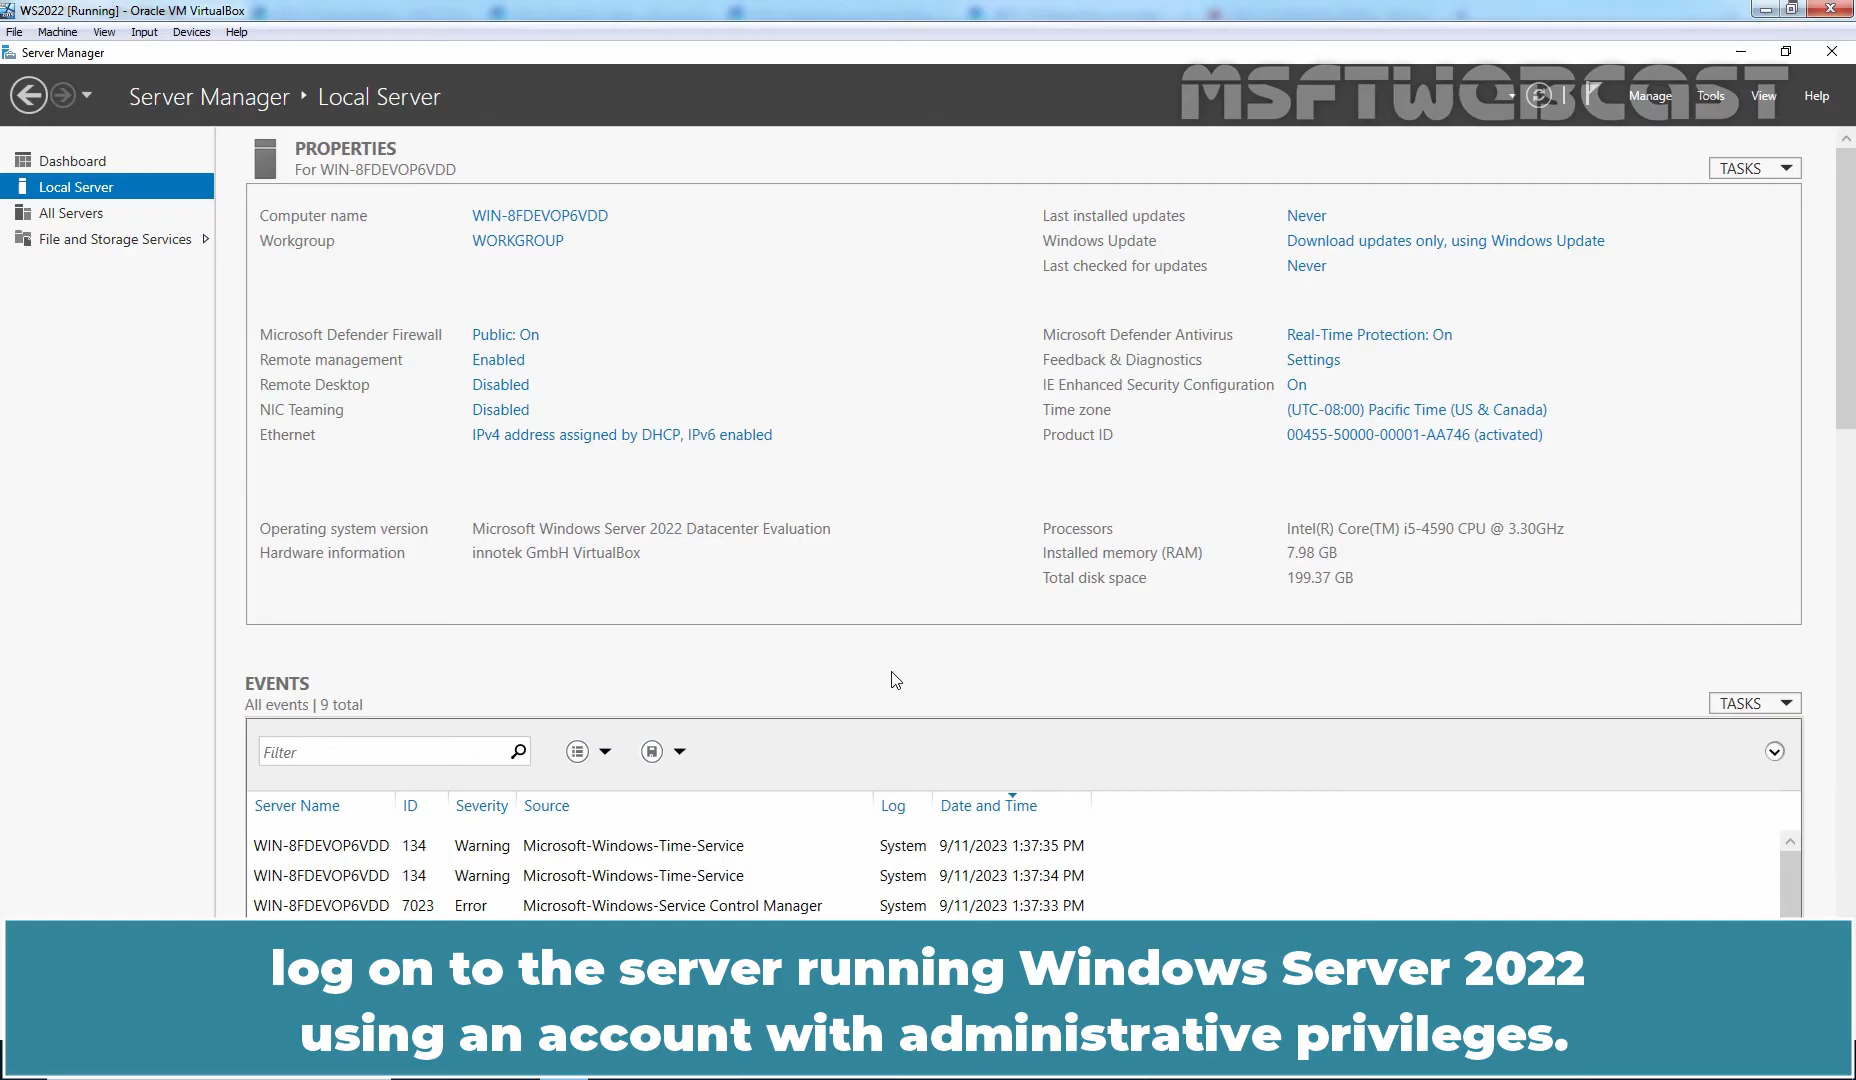 WS2022 [Running] - Oracle VM VirtualBox
File Machine View Input Devices Help
Server Manager
Server Manager ‣ Local Server
MSFTWEBCAST
Manage Tools View Help
Dashboard
Local Server
All Servers
File and Storage Services
PROPERTIES
For WIN-8FDEVOP6VDD
TASKS
Computer name WIN-8FDEVOP6VDD
Workgroup WORKGROUP
Last installed updates Never
Windows Update Download updates only, using Windows Update
Last checked for updates Never
Microsoft Defender Firewall Public: On
Remote management Enabled
Remote Desktop Disabled
NIC Teaming Disabled
Ethernet IPv4 address assigned by DHCP, IPv6 enabled
Microsoft Defender Antivirus Real-Time Protection: On
Feedback & Diagnostics Settings
IE Enhanced Security Configuration On
Time zone (UTC-08:00) Pacific Time (US & Canada)
Product ID 00455-50000-00001-AA746 (activated)
Operating system version Microsoft Windows Server 2022 Datacenter Evaluation
Hardware information innotek GmbH VirtualBox
Processors Intel(R) Core(TM) i5-4590 CPU @ 3.30GHz
Installed memory (RAM) 7.98 GB
Total disk space 199.37 GB
EVENTS
All events | 9 total
TASKS
Filter
Server Name ID Severity Source Log Date and Time
WIN-8FDEVOP6VDD 134 Warning Microsoft-Windows-Time-Service System 9/11/2023 1:37:35 PM
WIN-8FDEVOP6VDD 134 Warning Microsoft-Windows-Time-Service System 9/11/2023 1:37:34 PM
WIN-8FDEVOP6VDD 7023 Error Microsoft-Windows-Service Control Manager System 9/11/2023 1:37:33 PM
log on to the server running Windows Server 2022
using an account with administrative privileges.